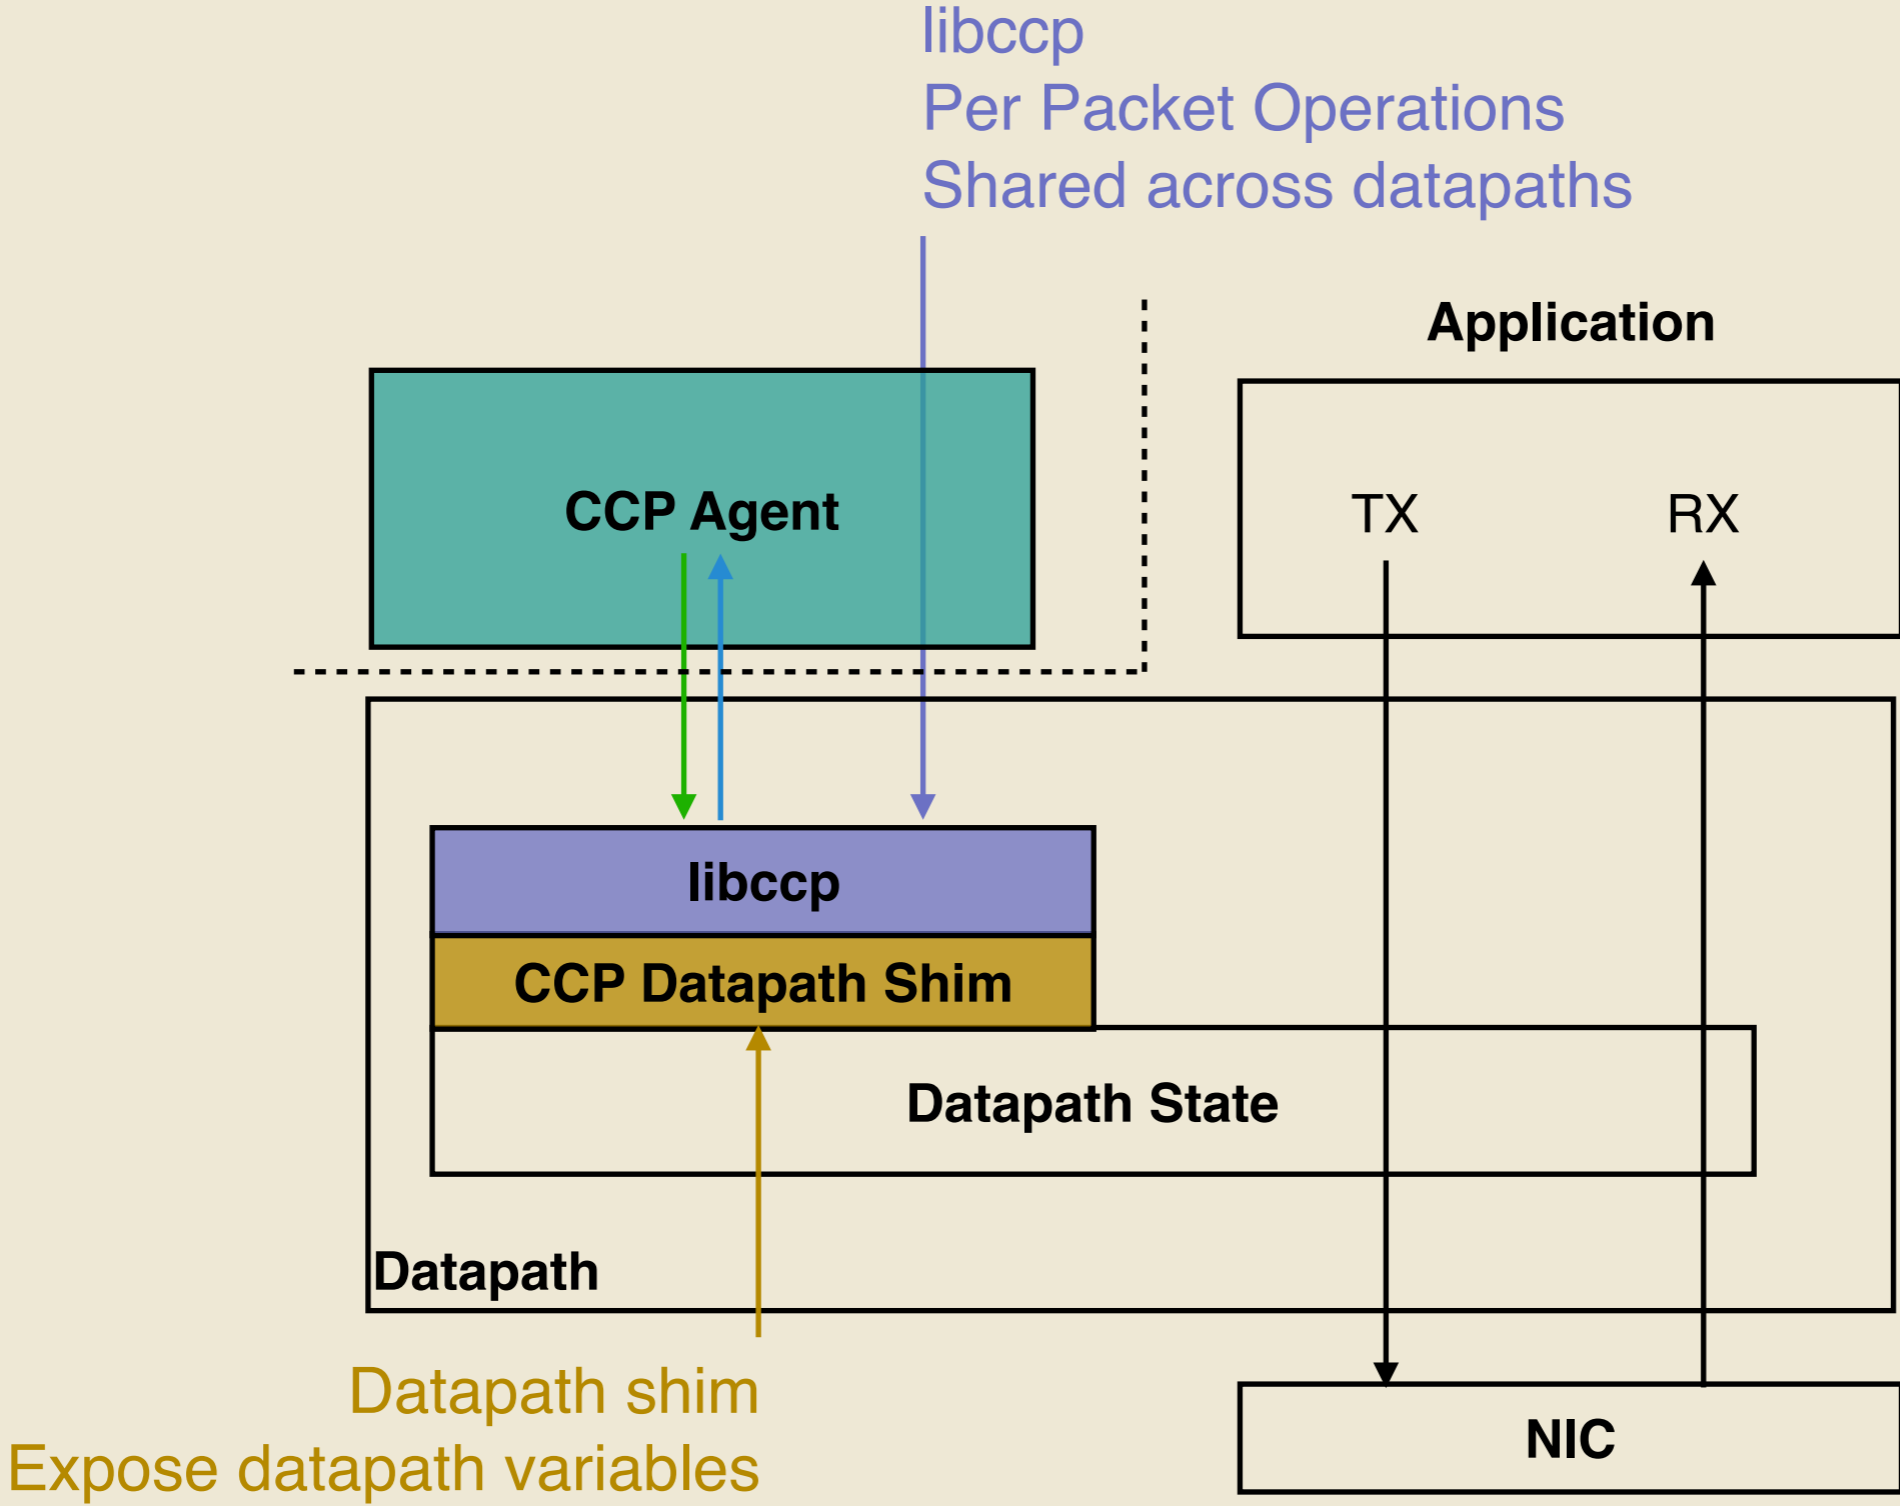 libccp
Per Packet Operations
Shared across datapaths
Application
CCP Agent
TX
RX
libccp
CCP Datapath Shim
Datapath State
Datapath
Datapath shim
Expose datapath variables
NIC